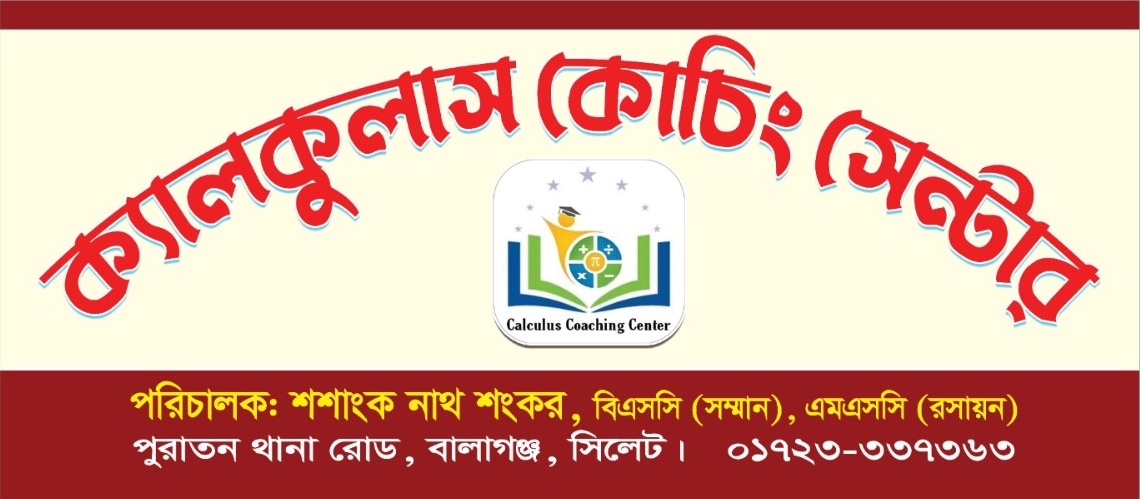 ক্যালকুলাস কোচিং সেন্টার
+ ÷
π
x −
Calculus Coaching Center
পরিচালক: শশাংক নাথ শংকর, বিএসসি (সম্মান), এমএসসি (রসায়ন)
পুরাতন থানা রোড, বালাগঞ্জ, সিলেট। ০১৭২৩-৩৩৭৩৬৩